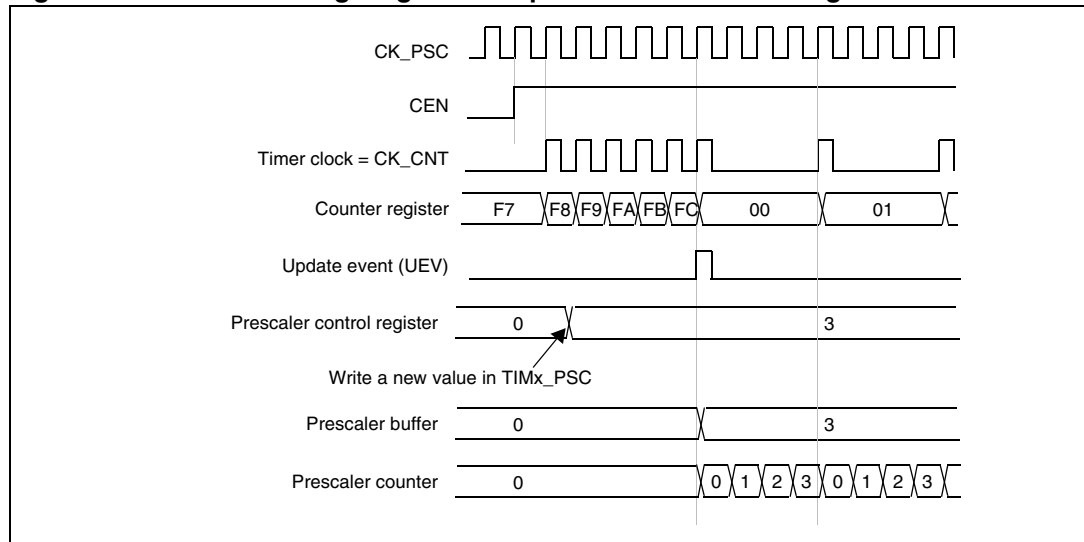 CK_PSC
CEN
Timer clock = CK_CNT
Counter register F7 F8 F9 FA FB FC 00 01
Update event (UEV)
Prescaler control register 0 3
Write a new value in TIMx_PSC
Prescaler buffer 0 3
Prescaler counter 0 0 1 2 3 0 1 2 3